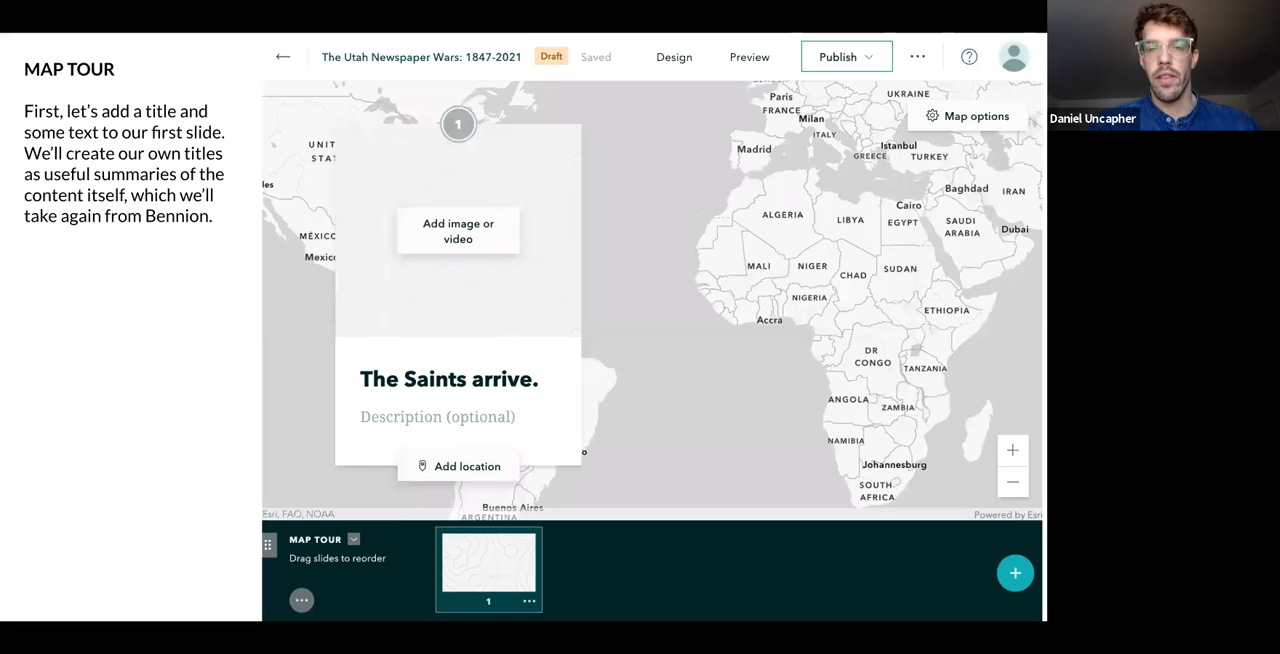 MAP TOUR
First, let's add a title and
some text to our first slide.
We'll create our own titles
as useful summaries of the
content itself, which we'll
take again from Bennion.
The Utah Newspaper Wars: 1847-2021
Draft
Saved
Design
Preview
Publish
Daniel Uncapher
Map options
1
Add image or
video
The Saints arrive.
Description (optional)
Add location
UNIT
STA
les
MÉXICO
Mexic
Buenos Aires
ARGENTINA
o
Paris
FRANCE
Milan
ITALY
Madrid
UKRAINE
Istanbul
GREECE
TURKEY
Baghdad
IRAN
Cairo
ALGERIA
LIBYA
EGYPT
SAUDI
ARABIA
Dubai
MALI
NIGER
CHAD
SUDAN
NIGERIA
Accra
ETHIOPIA
DR
CONGO
TANZANIA
ANGOLA
ZAMBIA
NAMIBIA
Johannesburg
SOUTH
AFRICA
Esri, FAO, NOAA
Powered by Esri
MAP TOUR
Drag slides to reorder
1